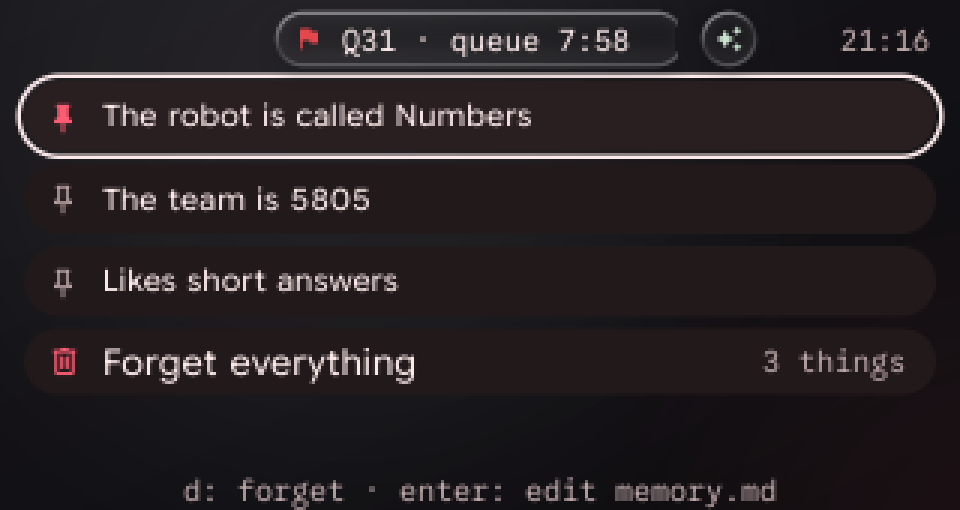 Q31 · queue 7:58
21:16
The robot is called Numbers
The team is 5805
Likes short answers
Forget everything
3 things
d: forget · enter: edit memory.md